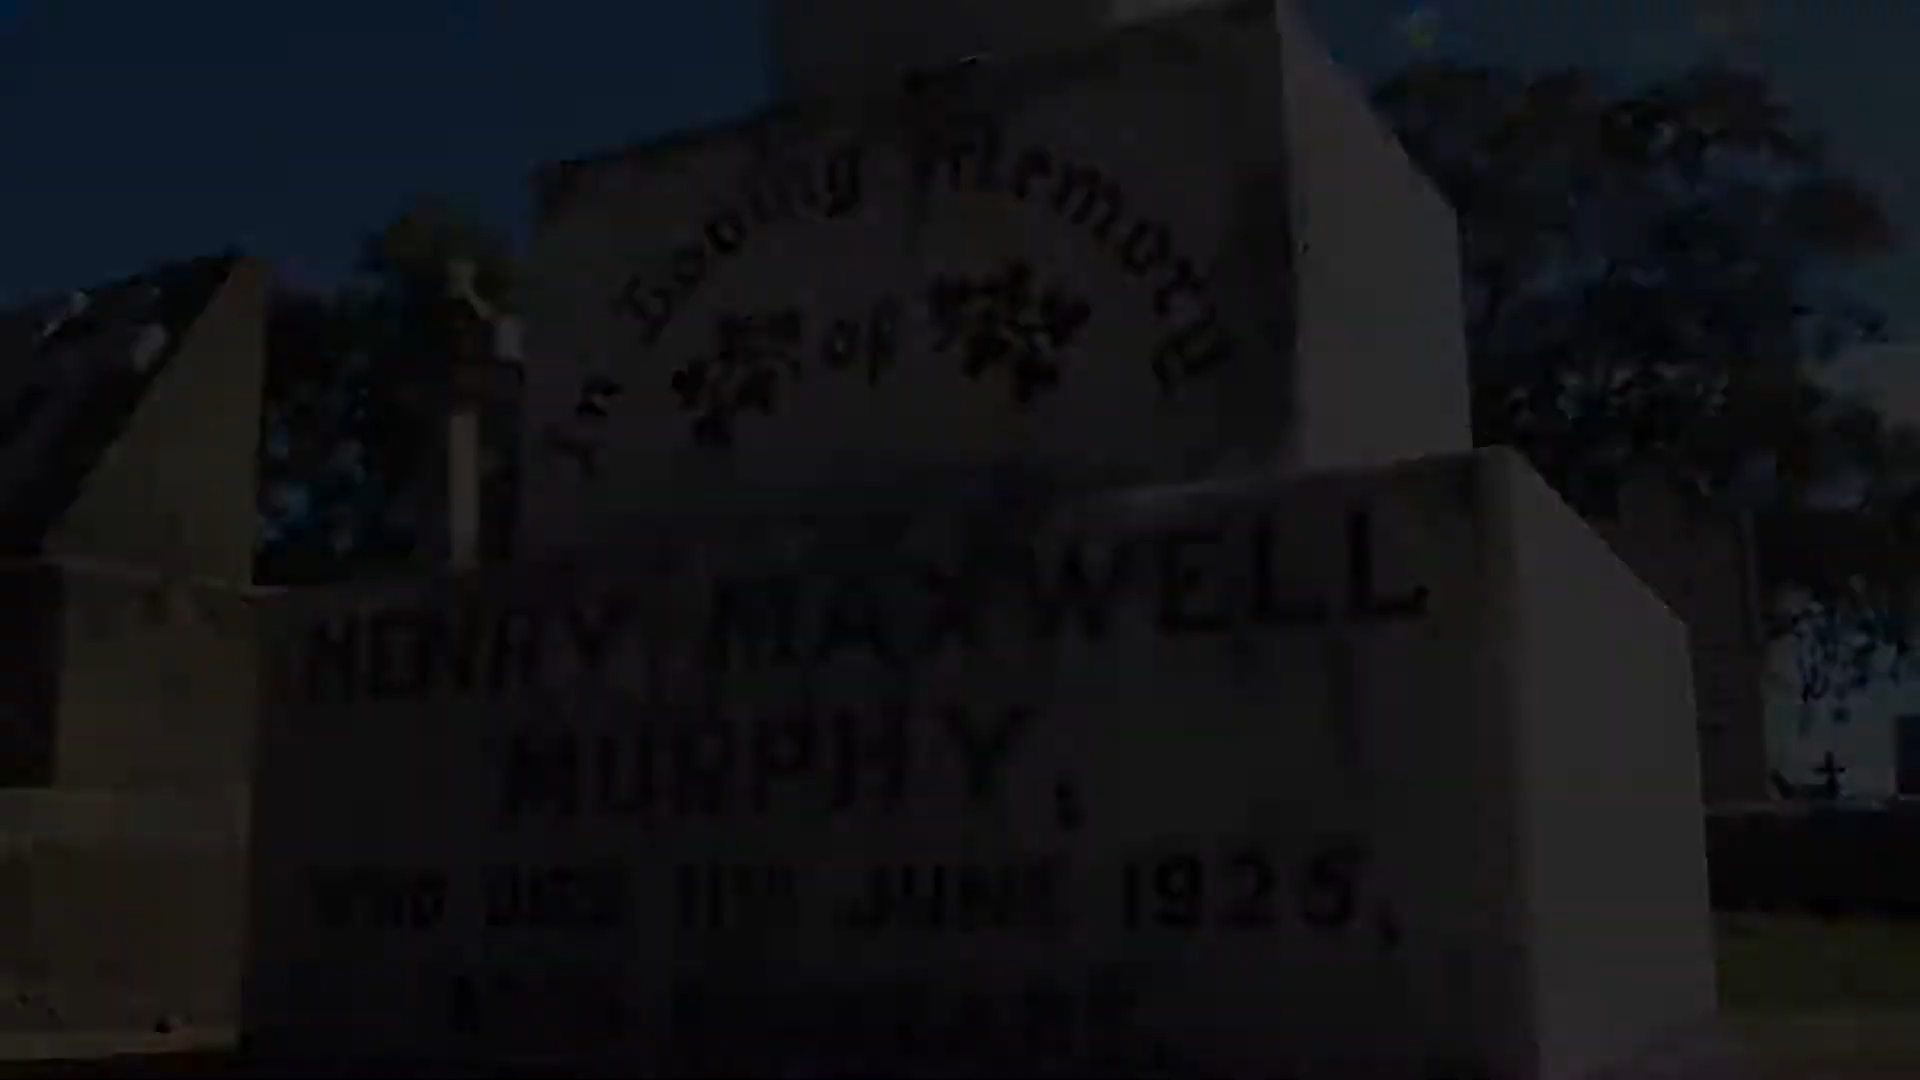 In Loving Memory
of
HENRY MAXWELL
MURPHY,
WHO DIED 11TH JUNE 1925,